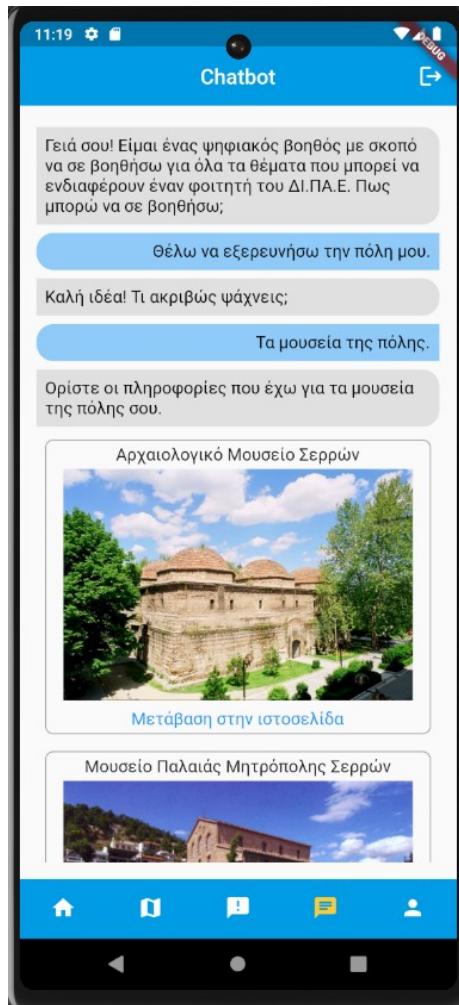 11:19
DEBUG
Chatbot
Γειά σου! Είμαι ένας ψηφιακός βοηθός με σκοπό
να σε βοηθήσω για όλα τα θέματα που μπορεί να
ενδιαφέρουν έναν φοιτητή του ΔΙ.ΠΑ.Ε. Πως
μπορώ να σε βοηθήσω;
Θέλω να εξερευνήσω την πόλη μου.
Καλή ιδέα! Τι ακριβώς ψάχνεις;
Τα μουσεία της πόλης.
Ορίστε οι πληροφορίες που έχω για τα μουσεία
της πόλης σου.
Αρχαιολογικό Μουσείο Σερρών
Μετάβαση στην ιστοσελίδα
Μουσείο Παλαιάς Μητρόπολης Σερρών